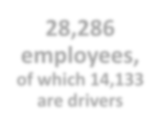 28,286
employees,
of which 14,133
are drivers